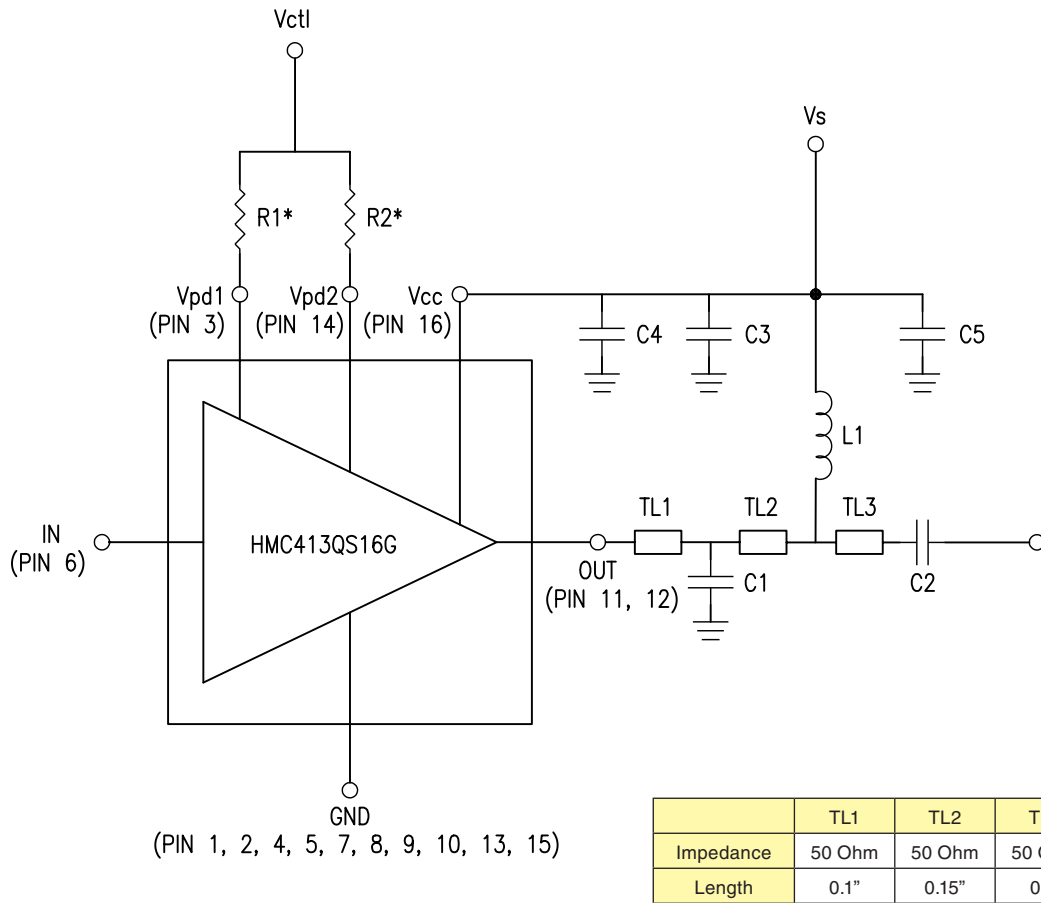 Vctl
Vs
R1*
R2*
Vpd1
(PIN 3)
Vpd2
(PIN 14)
Vcc
(PIN 16)
C4
C3
C5
L1
IN
(PIN 6)
HMC413QS16G
OUT
(PIN 11, 12)
TL1
TL2
TL3
C1
C2
GND
(PIN 1, 2, 4, 5, 7, 8, 9, 10, 13, 15)
TL1 TL2
Impedance 50 Ohm 50 Ohm 50
Length 0.1” 0.15”